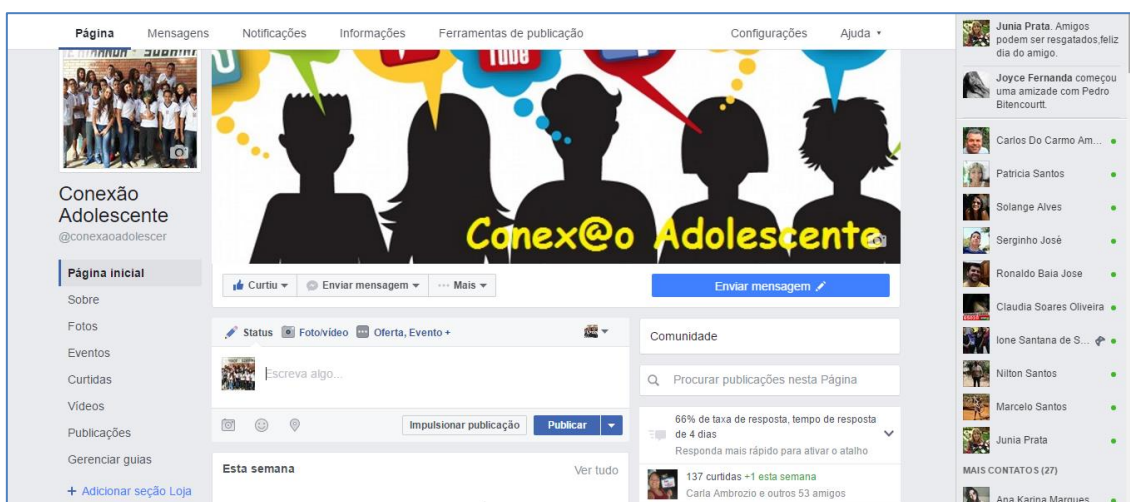 Página Mensagens Notificações Informações Ferramentas de publicação Configurações Ajuda
You Tube
Conex@o Adolescente
Conexão
Adolescente
@conexaoadolescer
Página inicial
Sobre
Fotos
Eventos
Curtidas
Vídeos
Publicações
Gerenciar guias
+ Adicionar seção Loja
Curtiu Enviar mensagem ··· Mais
Enviar mensagem
Status Foto/vídeo Oferta, Evento +
Escreva algo...
Impulsionar publicação Publicar
Esta semana Ver tudo
Comunidade
Procurar publicações nesta Página
66% de taxa de resposta, tempo de resposta
de 4 dias
Responda mais rápido para ativar o atalho
137 curtidas +1 esta semana
Carla Ambrozio e outros 53 amigos
Junia Prata. Amigos
podem ser resgatados,feliz
dia do amigo.
Joyce Fernanda começou
uma amizade com Pedro
Bitencourtt.
Carlos Do Carmo Am...
Patricia Santos
Solange Alves
Serginho Josè
Ronaldo Baia Jose
Claudia Soares Oliveira
Ione Santana de S...
Nilton Santos
Marcelo Santos
Junia Prata
MAIS CONTATOS (27)
Ana Karina Marques